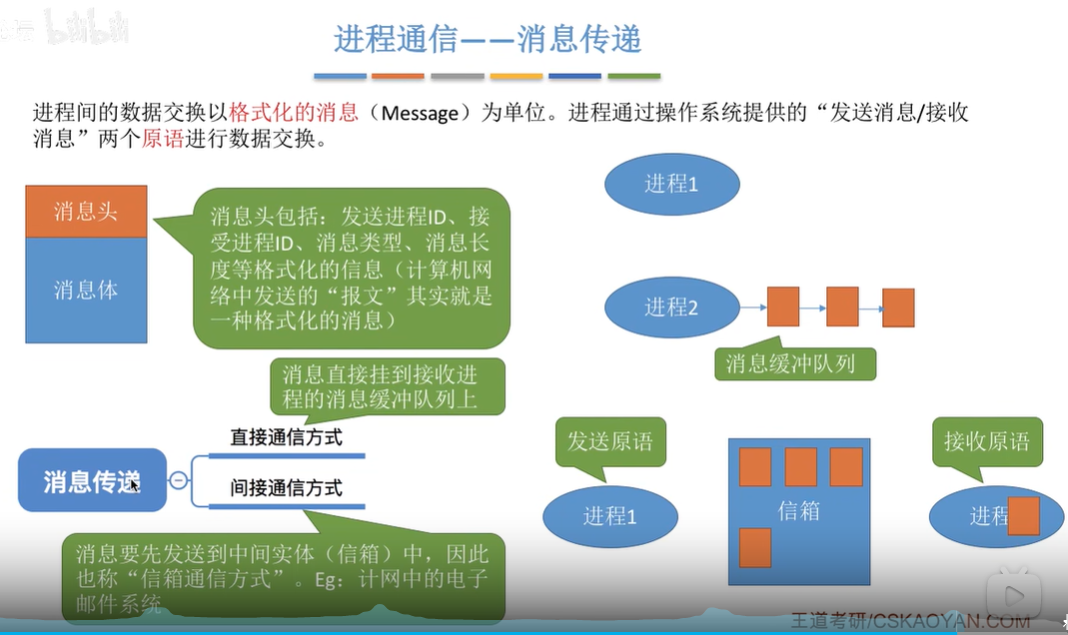 bilibili
进程通信——消息传递
进程间的数据交换以格式化的消息（Message）为单位。进程通过操作系统提供的“发送消息/接收
消息”两个原语进行数据交换。
消息头
消息体
消息头包括：发送进程ID、接
受进程ID、消息类型、消息长
度等格式化的信息（计算机网
络中发送的“报文”其实就是
一种格式化的消息）
进程1
进程2
消息缓冲队列
消息直接挂到接收进
程的消息缓冲队列上
直接通信方式
消息传递
间接通信方式
消息要先发送到中间实体（信箱）中，因此
也称“信箱通信方式”。Eg：计网中的电子
邮件系统
发送原语
进程1
信箱
接收原语
进程
王道考研/CSKAOYAN.COM